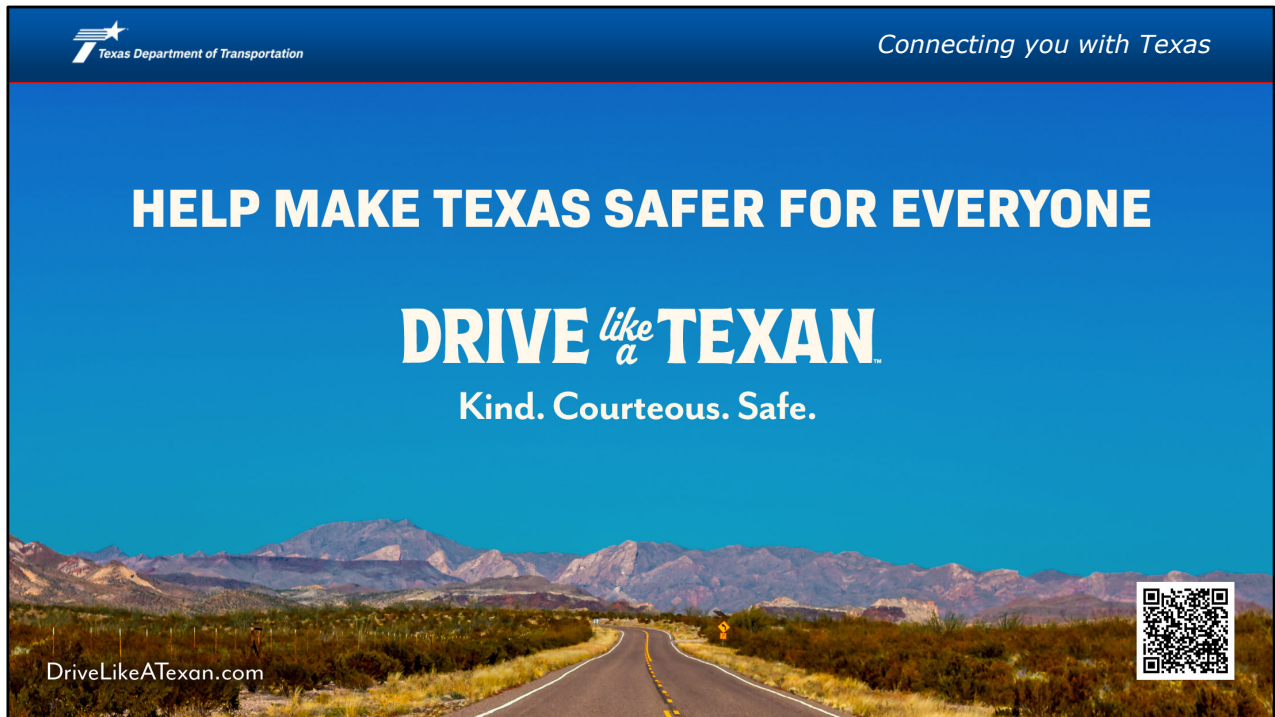 Texas Department of Transportation
Connecting you with Texas
HELP MAKE TEXAS SAFER FOR EVERYONE
DRIVE like a TEXAN™
Kind. Courteous. Safe.
DriveLikeATexan.com